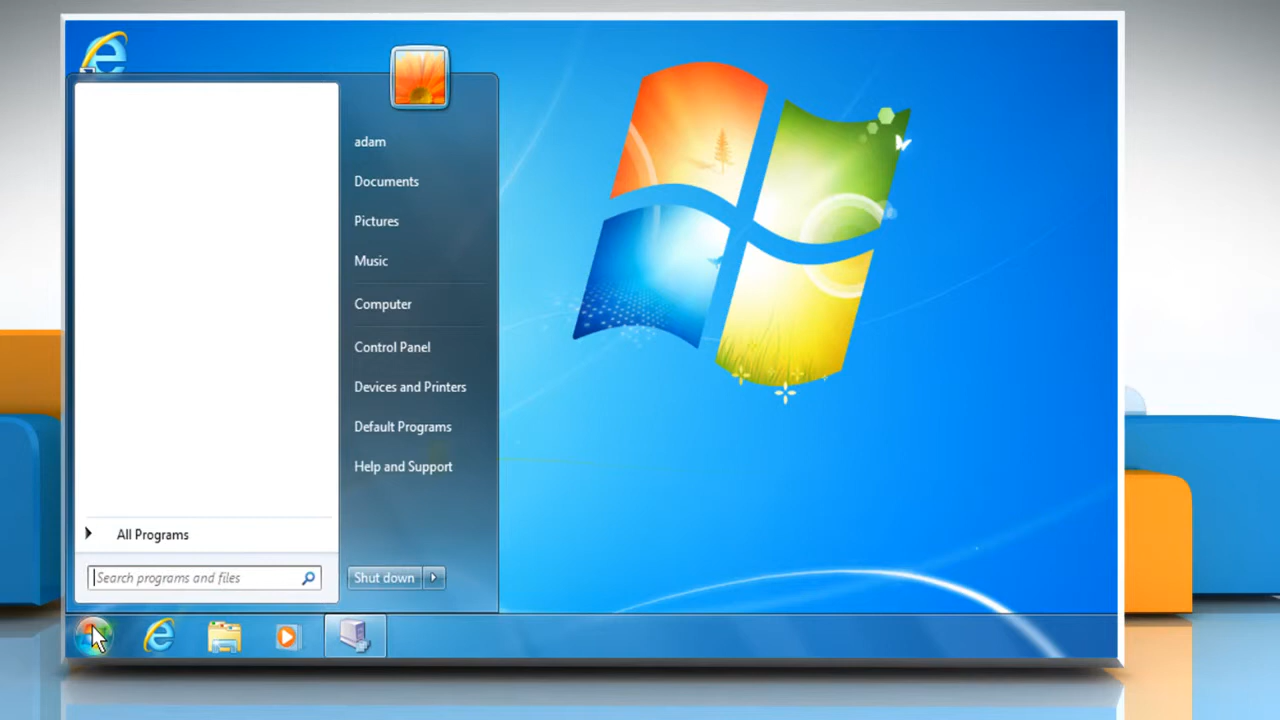 adam
Documents
Pictures
Music
Computer
Control Panel
Devices and Printers
Default Programs
Help and Support
All Programs
Search programs and files
Shut down